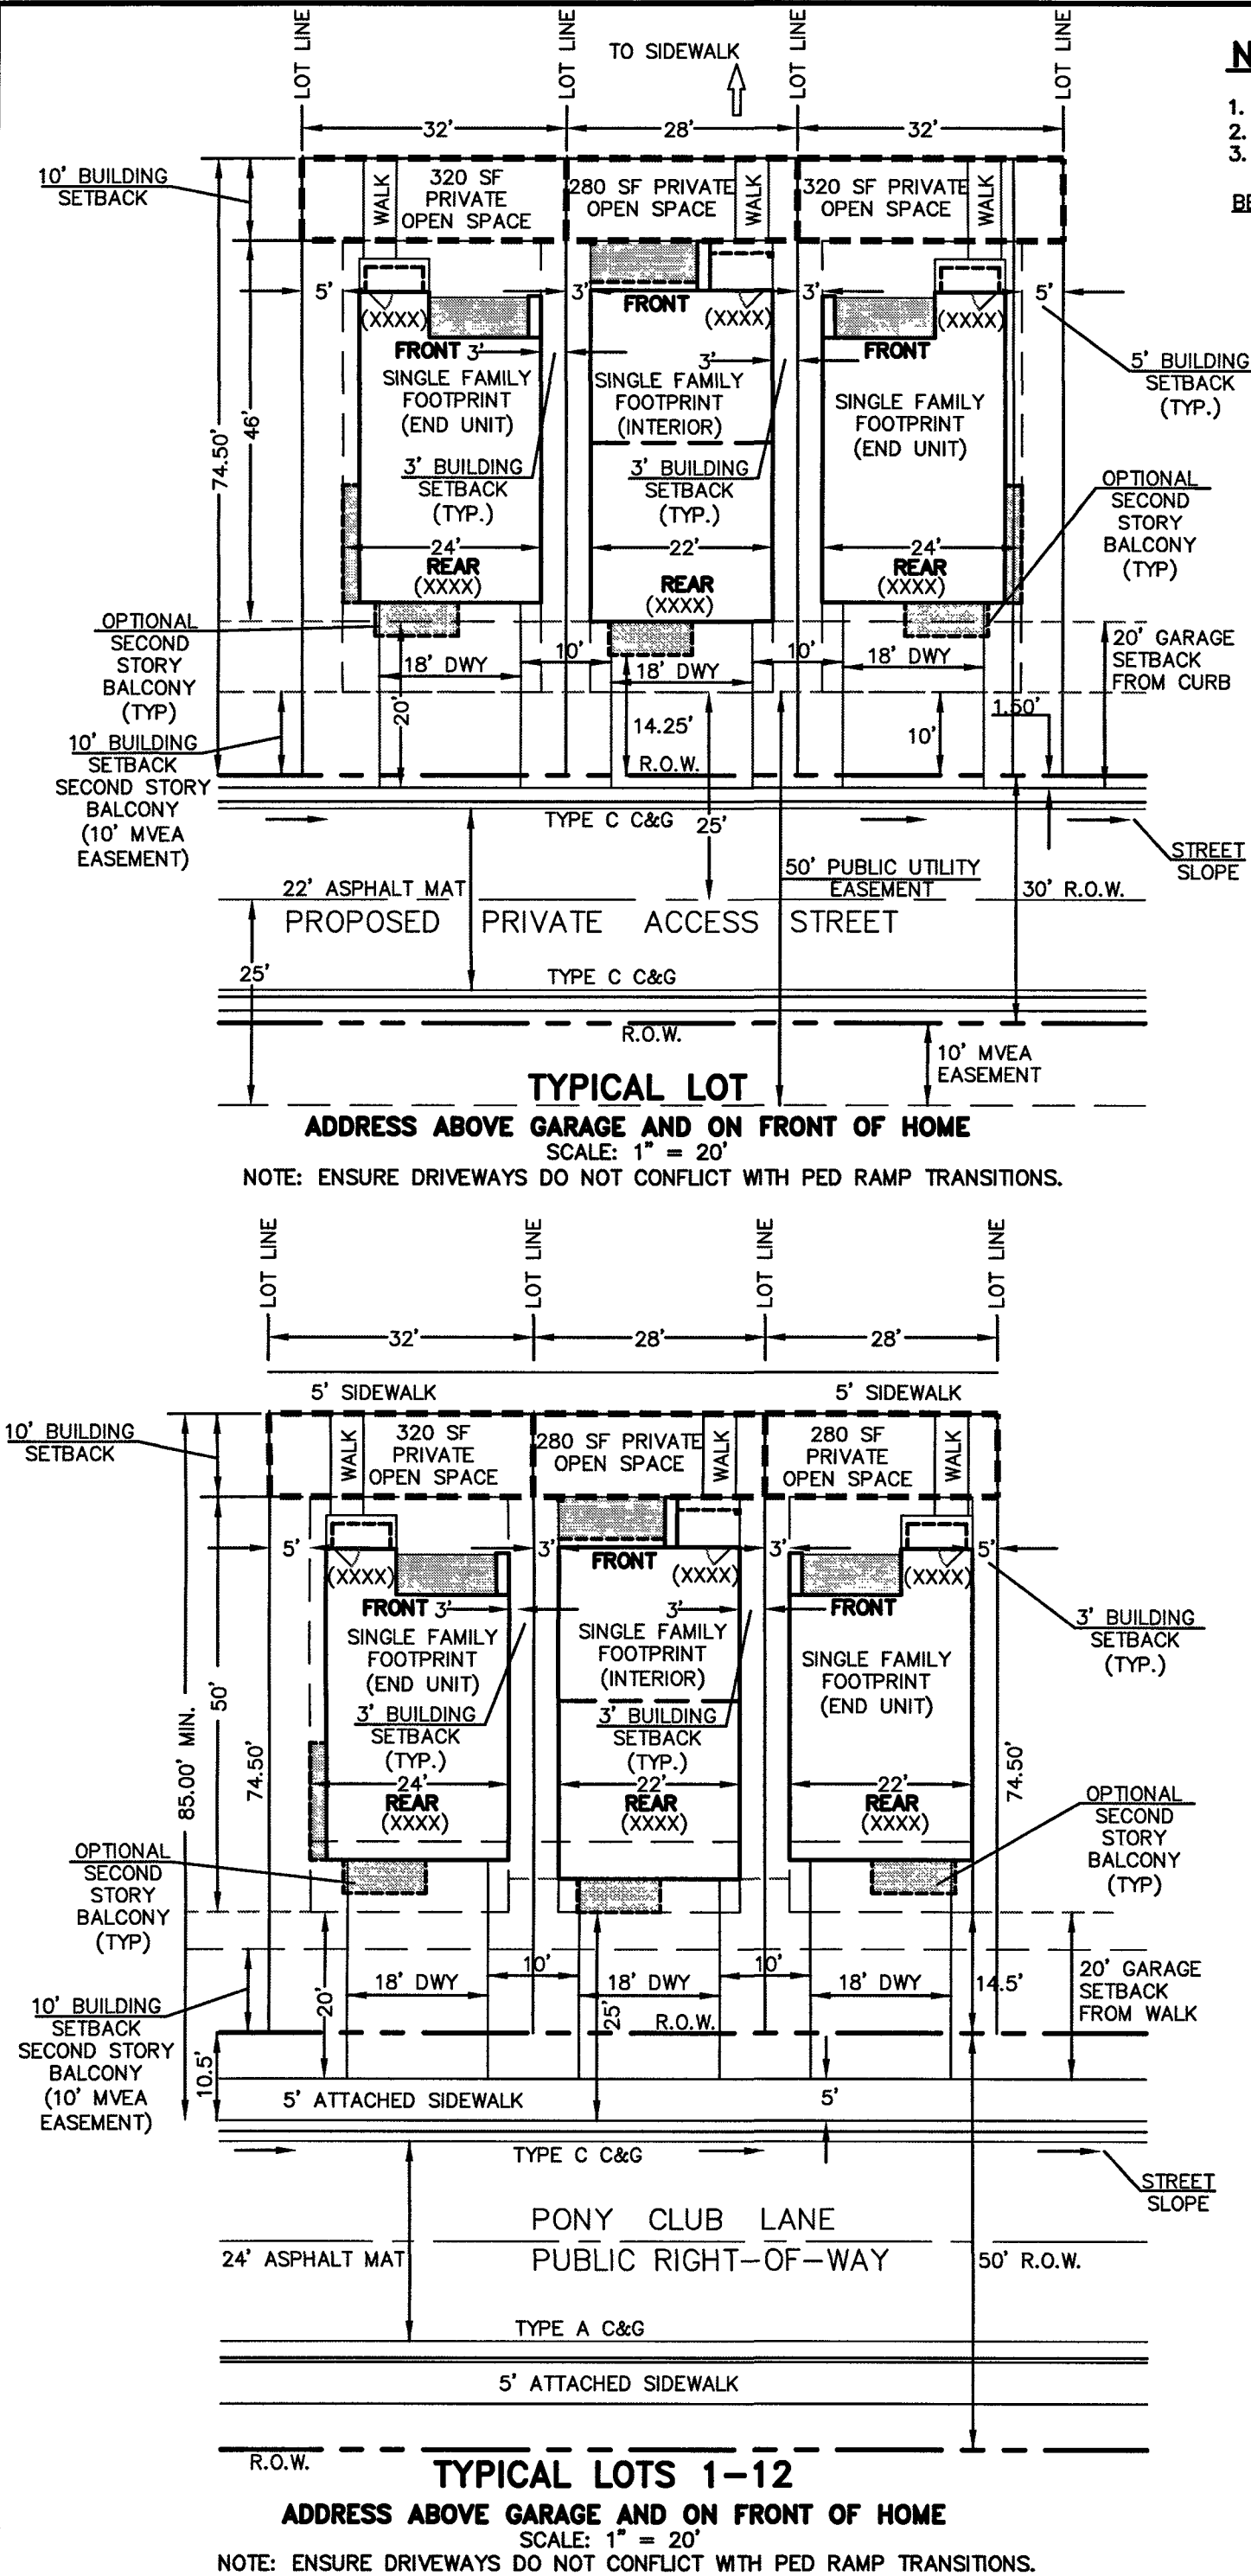 LOT LINE
LOT LINE
LOT LINE
LOT LINE
TO SIDEWALK
N
1.
2.
3.
BE
32'
28'
32'
10' BUILDING
SETBACK
WALK
320 SF
PRIVATE
OPEN SPACE
280 SF PRIVATE
OPEN SPACE
WALK
320 SF PRIVATE
OPEN SPACE
WALK
5'
3'
3'
5'
(XXXX)
FRONT
(XXXX)
(XXXX)
FRONT
3'
3'
FRONT
5' BUILDING
SETBACK
(TYP.)
SINGLE FAMILY
FOOTPRINT
(END UNIT)
SINGLE FAMILY
FOOTPRINT
(INTERIOR)
SINGLE FAMILY
FOOTPRINT
(END UNIT)
46'
74.50'
3' BUILDING
SETBACK
(TYP.)
3' BUILDING
SETBACK
(TYP.)
OPTIONAL
SECOND
STORY
BALCONY
(TYP)
24'
REAR
(XXXX)
22'
REAR
(XXXX)
24'
REAR
(XXXX)
OPTIONAL
SECOND
STORY
BALCONY
(TYP)
18' DWY
10'
18' DWY
10'
18' DWY
20' GARAGE
SETBACK
FROM CURB
20'
14.25'
R.O.W.
10'
1.50'
10' BUILDING
SETBACK
SECOND STORY
BALCONY
(10' MVEA
EASEMENT)
TYPE C C&G
25'
STREET
SLOPE
22' ASPHALT MAT
50' PUBLIC UTILITY
EASEMENT
30' R.O.W.
PROPOSED PRIVATE ACCESS STREET
25'
TYPE C C&G
R.O.W.
10' MVEA
EASEMENT
TYPICAL LOT
ADDRESS ABOVE GARAGE AND ON FRONT OF HOME
SCALE: 1" = 20'
NOTE: ENSURE DRIVEWAYS DO NOT CONFLICT WITH PED RAMP TRANSITIONS.
LOT LINE
LOT LINE
LOT LINE
LOT LINE
32'
28'
28'
5' SIDEWALK
5' SIDEWALK
10' BUILDING
SETBACK
WALK
320 SF
PRIVATE
OPEN SPACE
280 SF PRIVATE
OPEN SPACE
WALK
280 SF
PRIVATE
OPEN SPACE
WALK
5'
3'
3'
5'
(XXXX)
FRONT
(XXXX)
(XXXX)
FRONT
3'
3'
FRONT
3' BUILDING
SETBACK
(TYP.)
SINGLE FAMILY
FOOTPRINT
(END UNIT)
SINGLE FAMILY
FOOTPRINT
(INTERIOR)
SINGLE FAMILY
FOOTPRINT
(END UNIT)
50'
85.00' MIN.
74.50'
3' BUILDING
SETBACK
(TYP.)
3' BUILDING
SETBACK
(TYP.)
74.50'
24'
REAR
(XXXX)
22'
REAR
(XXXX)
22'
REAR
(XXXX)
OPTIONAL
SECOND
STORY
BALCONY
(TYP)
OPTIONAL
SECOND
STORY
BALCONY
(TYP)
20'
18' DWY
10'
18' DWY
10'
18' DWY
14.5'
20' GARAGE
SETBACK
FROM WALK
25'
R.O.W.
10' BUILDING
SETBACK
SECOND STORY
BALCONY
(10' MVEA
EASEMENT)
10.5'
5' ATTACHED SIDEWALK
5'
TYPE C C&G
STREET
SLOPE
PONY CLUB LANE
24' ASPHALT MAT
PUBLIC RIGHT-OF-WAY
50' R.O.W.
TYPE A C&G
5' ATTACHED SIDEWALK
R.O.W.
TYPICAL LOTS 1-12
ADDRESS ABOVE GARAGE AND ON FRONT OF HOME
SCALE: 1" = 20'
NOTE: ENSURE DRIVEWAYS DO NOT CONFLICT WITH PED RAMP TRANSITIONS.